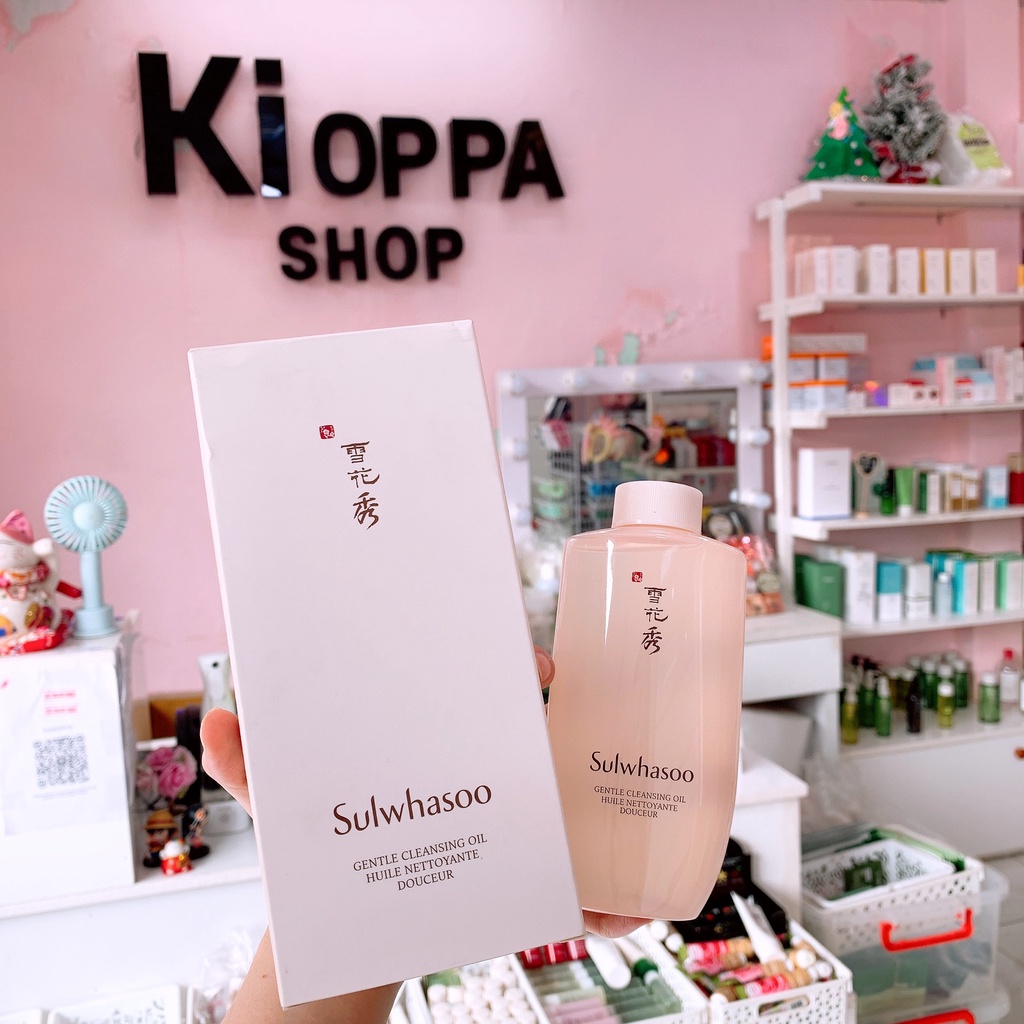 Ki OPPA
SHOP
雪
花
秀
Sulwhasoo
GENTLE CLEANSING OIL
HUILE NETTOYANTE
DOUCEUR
雪
花
秀
Sulwhasoo
GENTLE CLEANSING OIL
HUILE NETTOYANTE
DOUCEUR